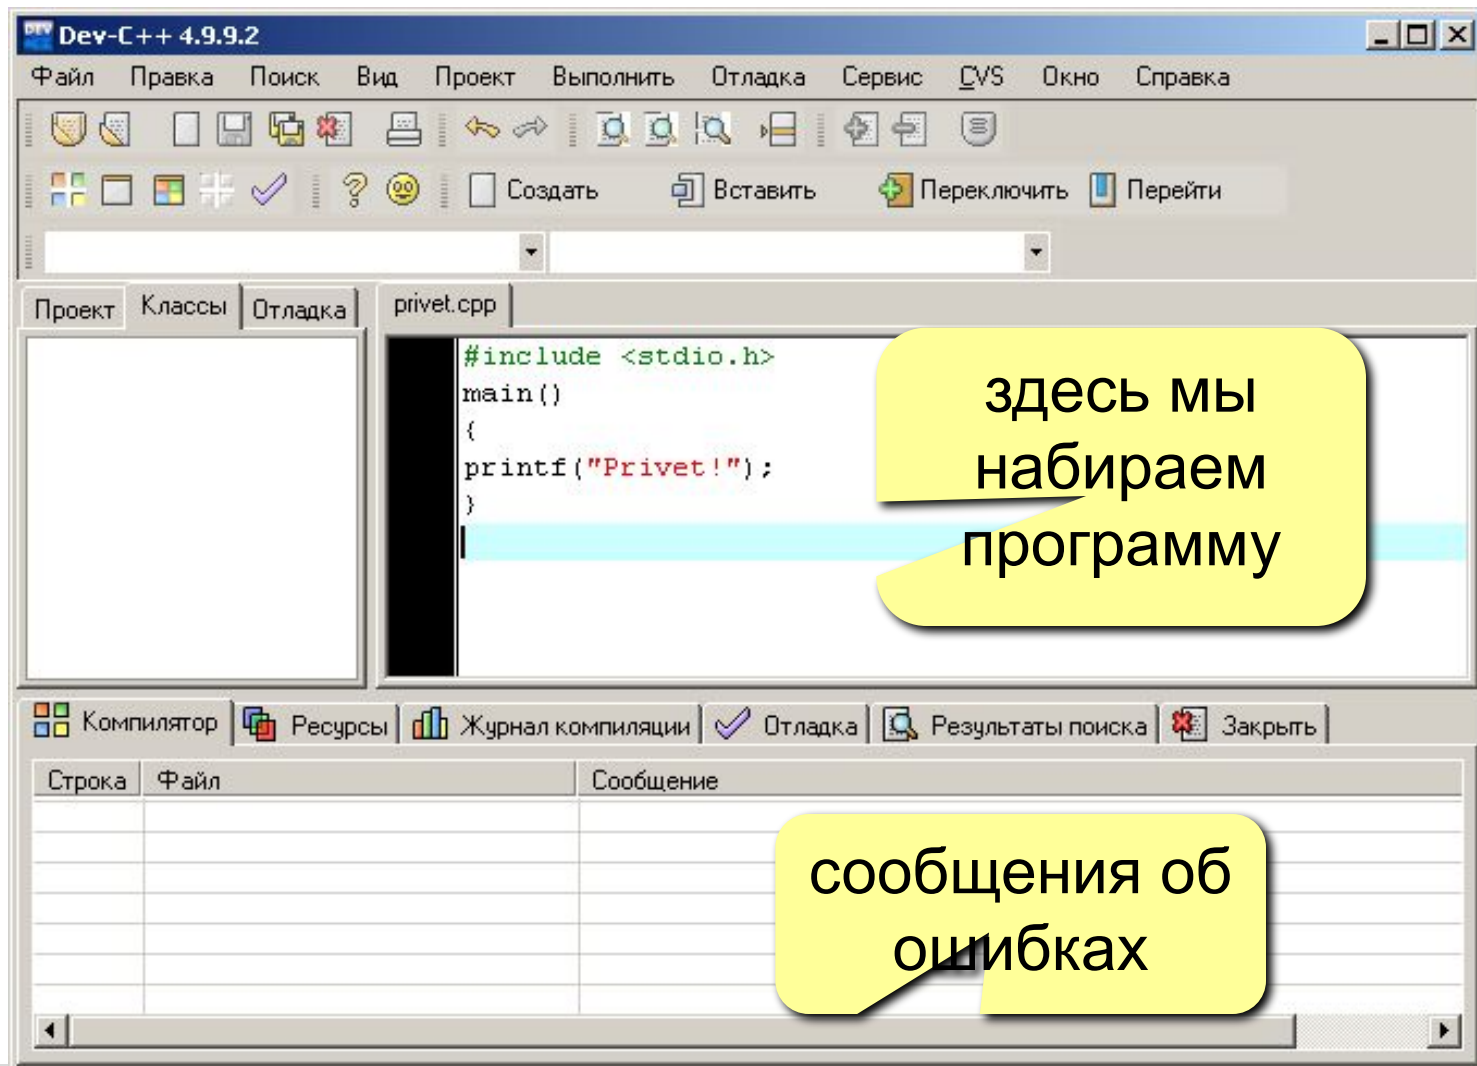 Dev-C++ 4.9.9.2
Файл Правка Поиск Вид Проект Выполнить Отладка Сервис CVS Окно Справка
Создать Вставить Переключить Перейти
Проект Классы Отладка privet.cpp
#include <stdio.h>
main()
{
printf("Privet!");
}
здесь мы
набираем
программу
Компилятор Ресурсы Журнал компиляции Отладка Результаты поиска Закрыть
Строка Файл Сообщение
сообщения об
ошибках